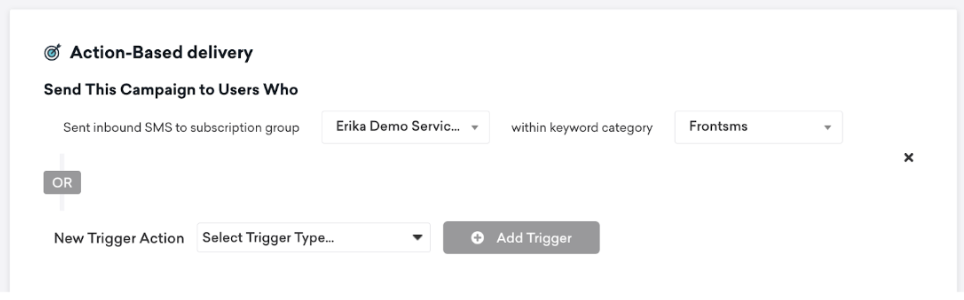 Action-Based delivery
Send This Campaign to Users Who
Sent inbound SMS to subscription group Erika Demo Servic... within keyword category Frontsms
OR
New Trigger Action Select Trigger Type... Add Trigger